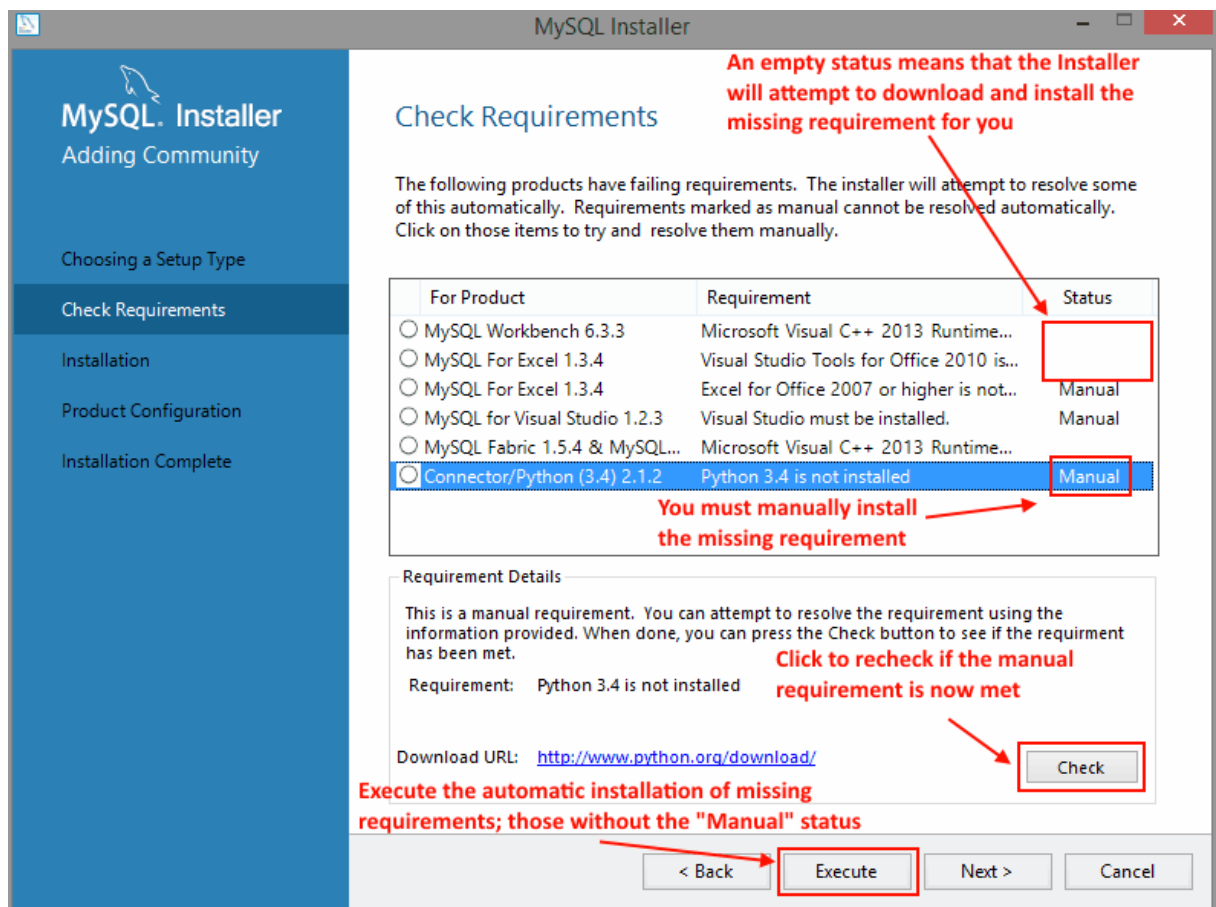 MySQL Installer
An empty status means that the Installer
will attempt to download and install the
missing requirement for you
MySQL. Installer
Adding Community
Check Requirements
The following products have failing requirements. The installer will attempt to resolve some
of this automatically. Requirements marked as manual cannot be resolved automatically.
Click on those items to try and resolve them manually.
Choosing a Setup Type
Check Requirements
Installation
Product Configuration
Installation Complete
For Product Requirement Status
MySQL Workbench 6.3.3 Microsoft Visual C++ 2013 Runtime...
MySQL For Excel 1.3.4 Visual Studio Tools for Office 2010 is...
MySQL For Excel 1.3.4 Excel for Office 2007 or higher is not... Manual
MySQL for Visual Studio 1.2.3 Visual Studio must be installed. Manual
MySQL Fabric 1.5.4 & MySQL... Microsoft Visual C++ 2013 Runtime...
Connector/Python (3.4) 2.1.2 Python 3.4 is not installed Manual
You must manually install
the missing requirement
Requirement Details
This is a manual requirement. You can attempt to resolve the requirement using the
information provided. When done, you can press the Check button to see if the requirment
has been met.
Click to recheck if the manual
requirement is now met
Requirement: Python 3.4 is not installed
Download URL: http://www.python.org/download/
Check
Execute the automatic installation of missing
requirements; those without the "Manual" status
< Back Execute Next > Cancel